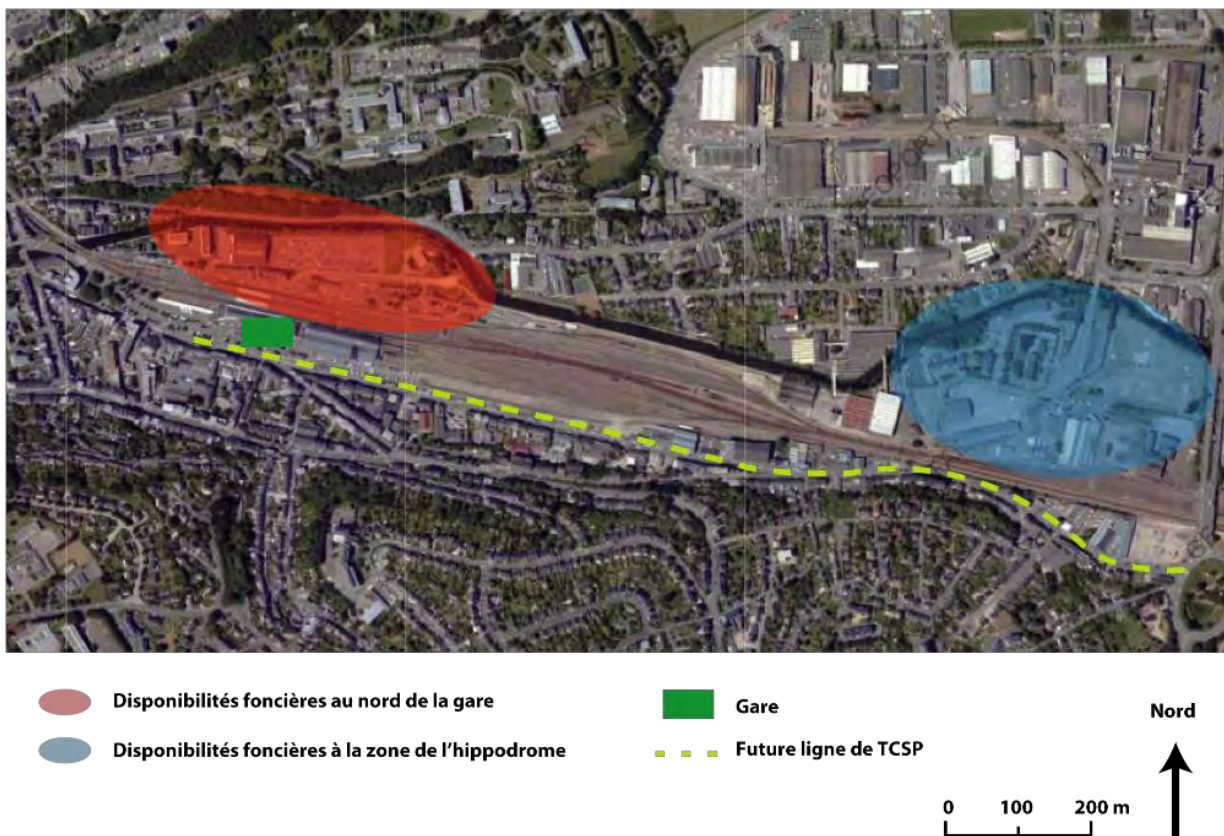 Disponibilités foncières au nord de la gare
Gare
Nord
Disponibilités foncières à la zone de l'hippodrome
Future ligne de TCSP
0 100 200 m